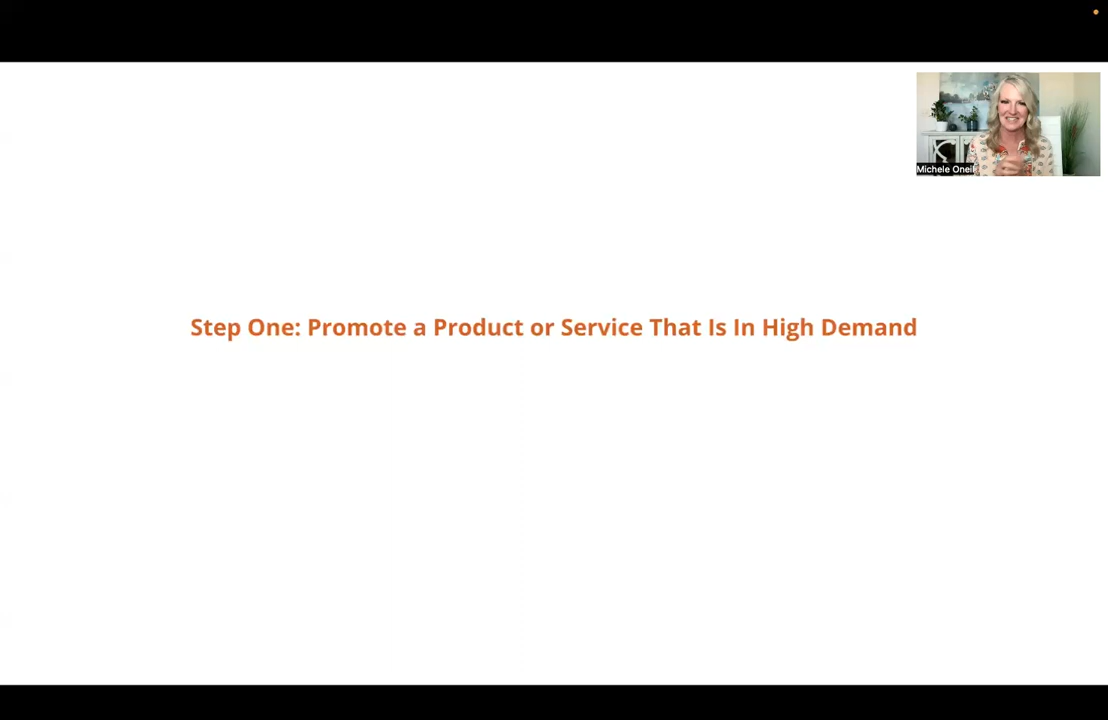 Michele Oneil
Step One: Promote a Product or Service That Is In High Demand